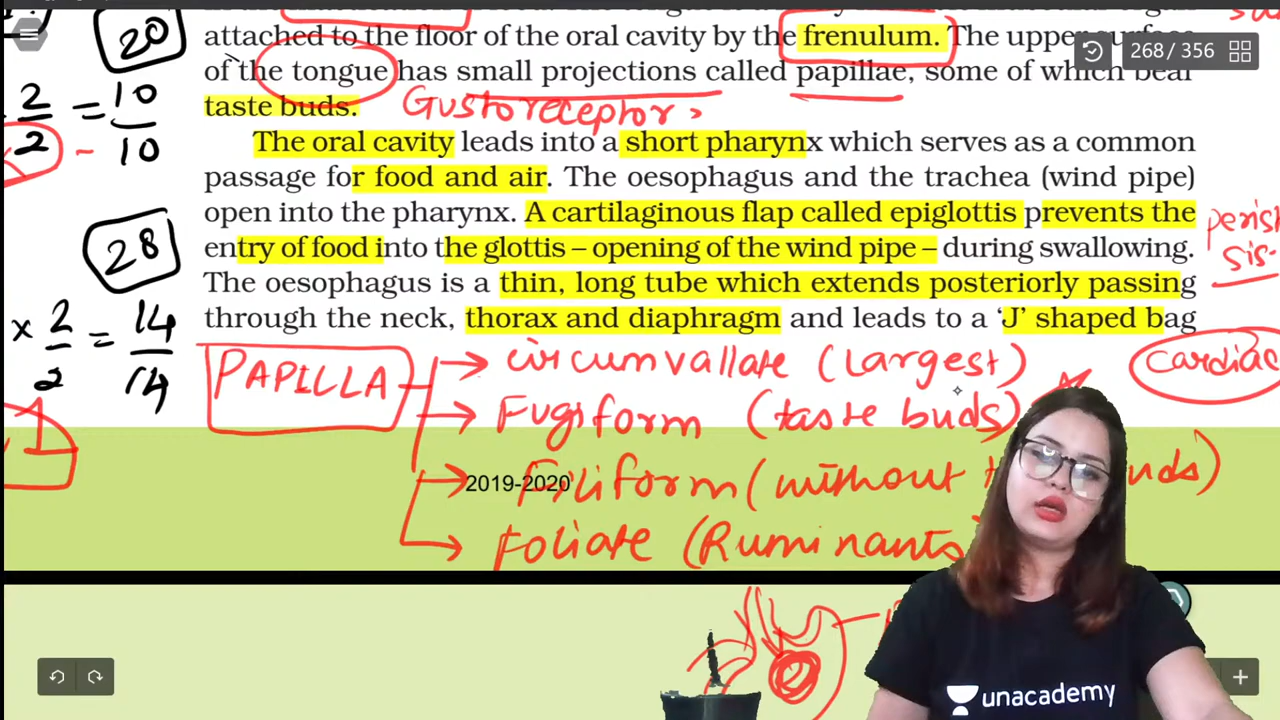 268 / 356
20
attached to the floor of the oral cavity by the frenulum. The upper surface
of the tongue has small projections called papillae, some of which bear
taste buds. Gustoreceptor
2/2 = 10/10
The oral cavity leads into a short pharynx which serves as a common
passage for food and air. The oesophagus and the trachea (wind pipe)
open into the pharynx. A cartilaginous flap called epiglottis prevents the
entry of food into the glottis – opening of the wind pipe – during swallowing.
28
The oesophagus is a thin, long tube which extends posteriorly passing
through the neck, thorax and diaphragm and leads to a ‘J’ shaped bag
x 2/2 = 14/14
PAPILLA
circumvallate (largest)
Cardiac
Fugiform (taste buds)
Filiform (without
2019-2020
foliate (Ruminants
unacademy